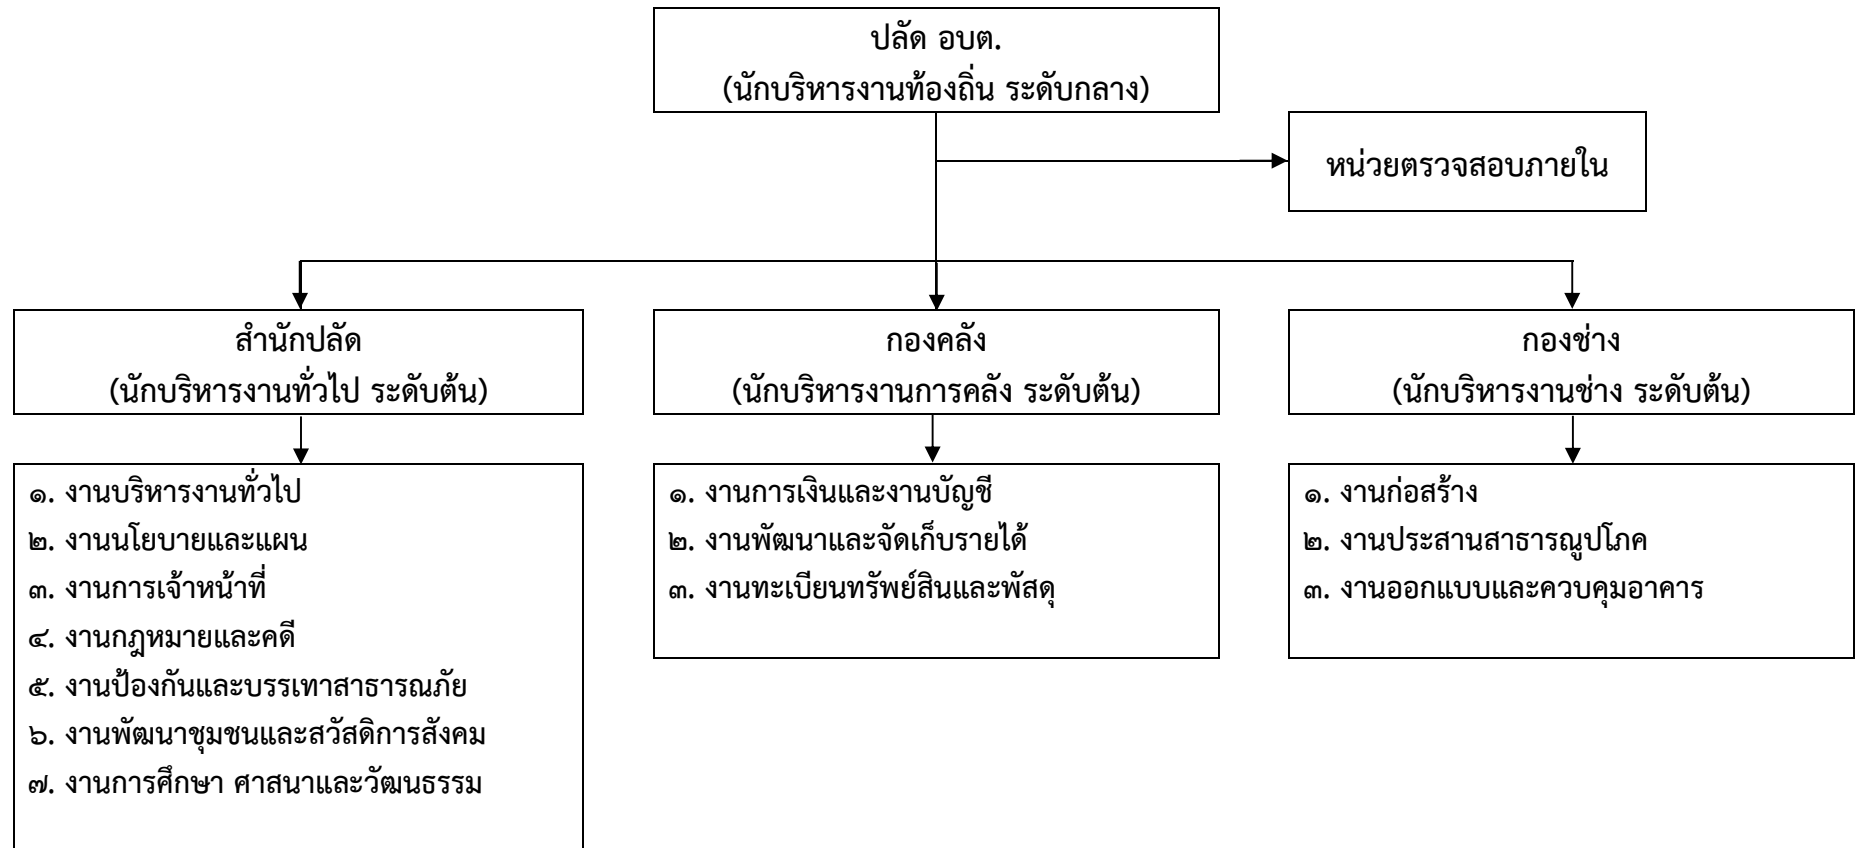 ปลัด อบต.
(นักบริหารงานท้องถิ่น ระดับกลาง)
หน่วยตรวจสอบภายใน
สำนักปลัด
(นักบริหารงานทั่วไป ระดับต้น)
กองคลัง
(นักบริหารงานการคลัง ระดับต้น)
กองช่าง
(นักบริหารงานช่าง ระดับต้น)
๑. งานบริหารงานทั่วไป
๒. งานนโยบายและแผน
๓. งานการเจ้าหน้าที่
๔. งานกฎหมายและคดี
๕. งานป้องกันและบรรเทาสาธารณภัย
๖. งานพัฒนาชุมชนและสวัสดิการสังคม
๗. งานการศึกษา ศาสนาและวัฒนธรรม
๑. งานการเงินและงานบัญชี
๒. งานพัฒนาและจัดเก็บรายได้
๓. งานทะเบียนทรัพย์สินและพัสดุ
๑. งานก่อสร้าง
๒. งานประสานสาธารณูปโภค
๓. งานออกแบบและควบคุมอาคาร